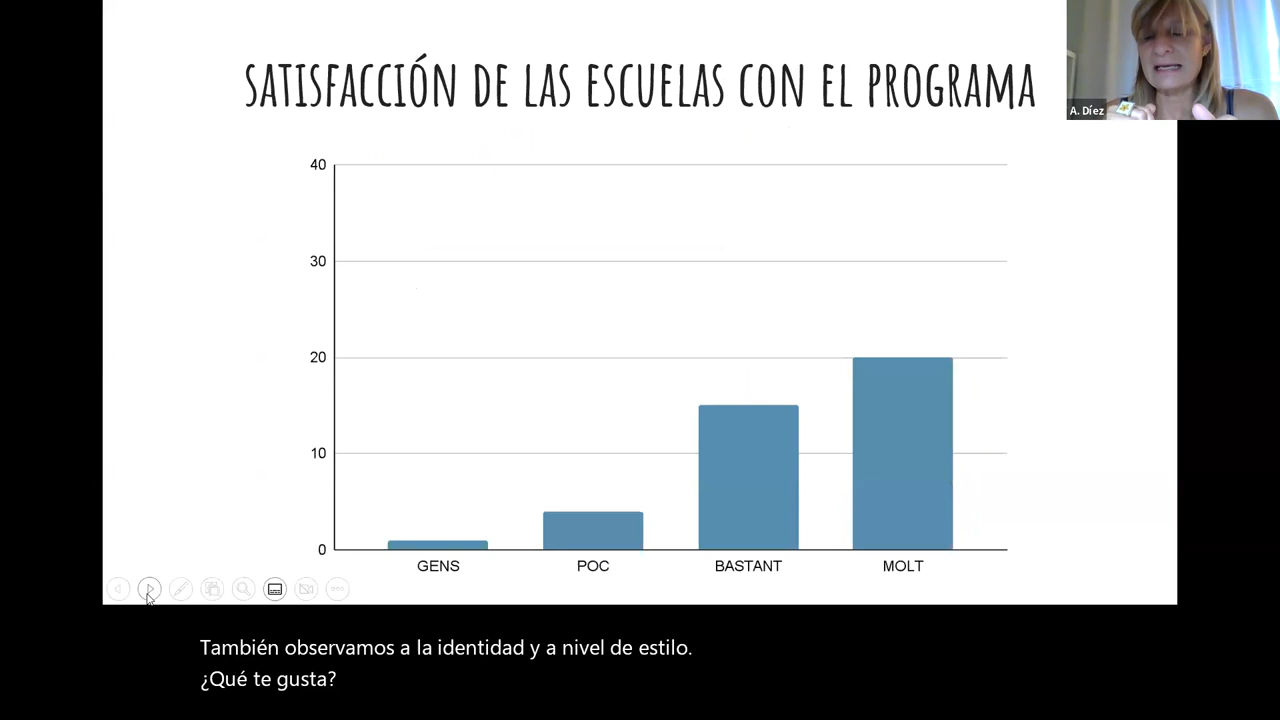 SATISFACCIÓN DE LAS ESCUELAS CON EL PROGRAMA
A. Díez
40
30
20
10
0
GENS POC BASTANT MOLT
También observamos a la identidad y a nivel de estilo.
¿Qué te gusta?